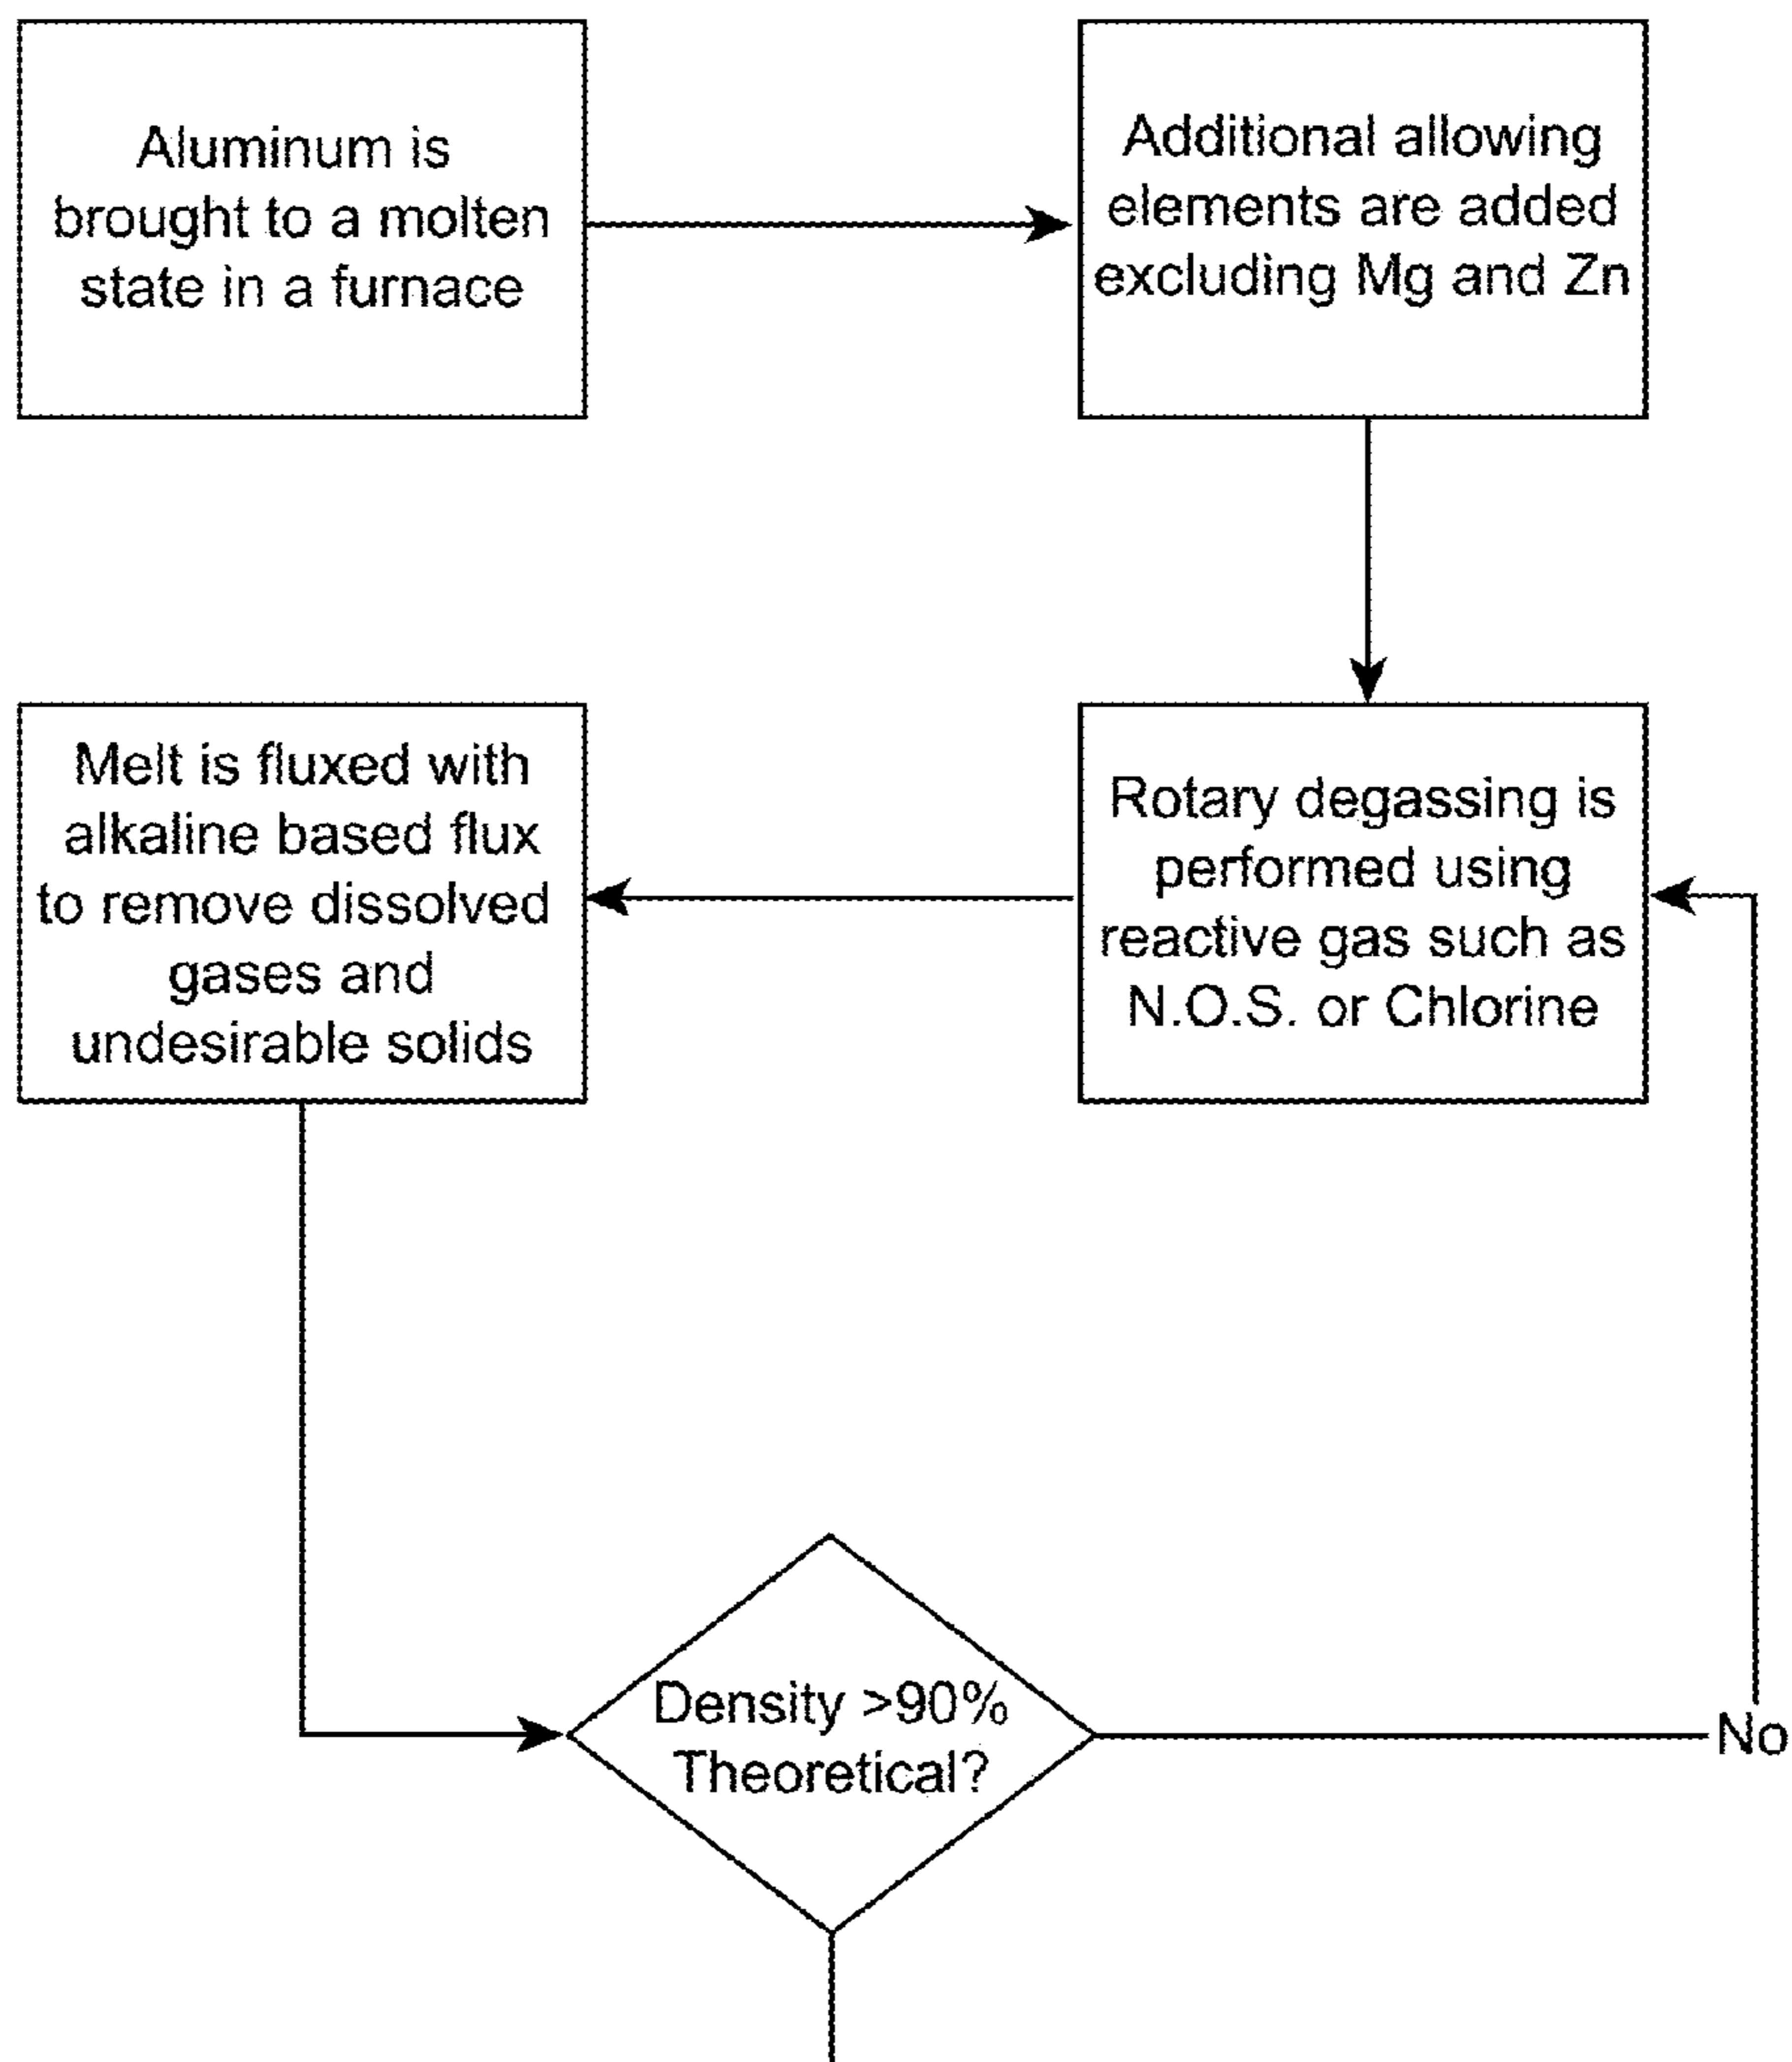 Aluminum is
brought to a molten
state in a furnace
Additional allowing
elements are added
excluding Mg and Zn
Rotary degassing is
performed using
reactive gas such as
N.O.S. or Chlorine
Melt is fluxed with
alkaline based flux
to remove dissolved
gases and
undesirable solids
Density >90%
Theoretical?
No